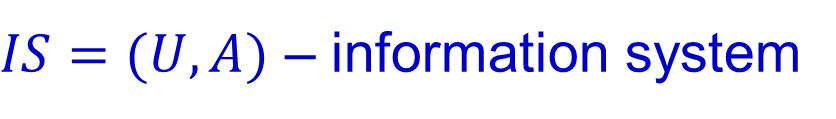 IS = (U, A) – information system